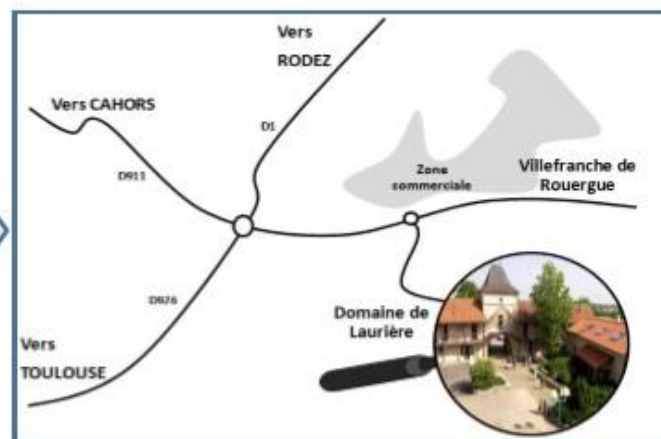 Vers
RODEZ
Vers CAHORS
D1
D911
Zone
commerciale
Villefranche de
Rouergue
D926
Domaine de
Laurière
Vers
TOULOUSE